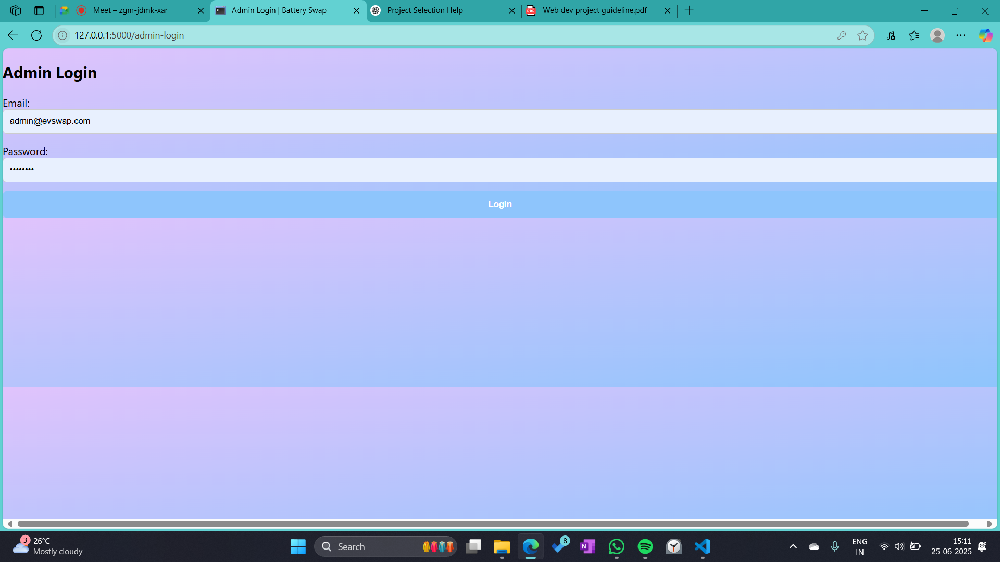 Meet – zgm-jdmk-xar
Admin Login | Battery Swap
Project Selection Help
Web dev project guideline.pdf
127.0.0.1:5000/admin-login
Admin Login
Email:
admin@evswap.com
Password:
••••••••
Login
3
26°C
Mostly cloudy
Search
8
ENG
IN
15:11
25-06-2025